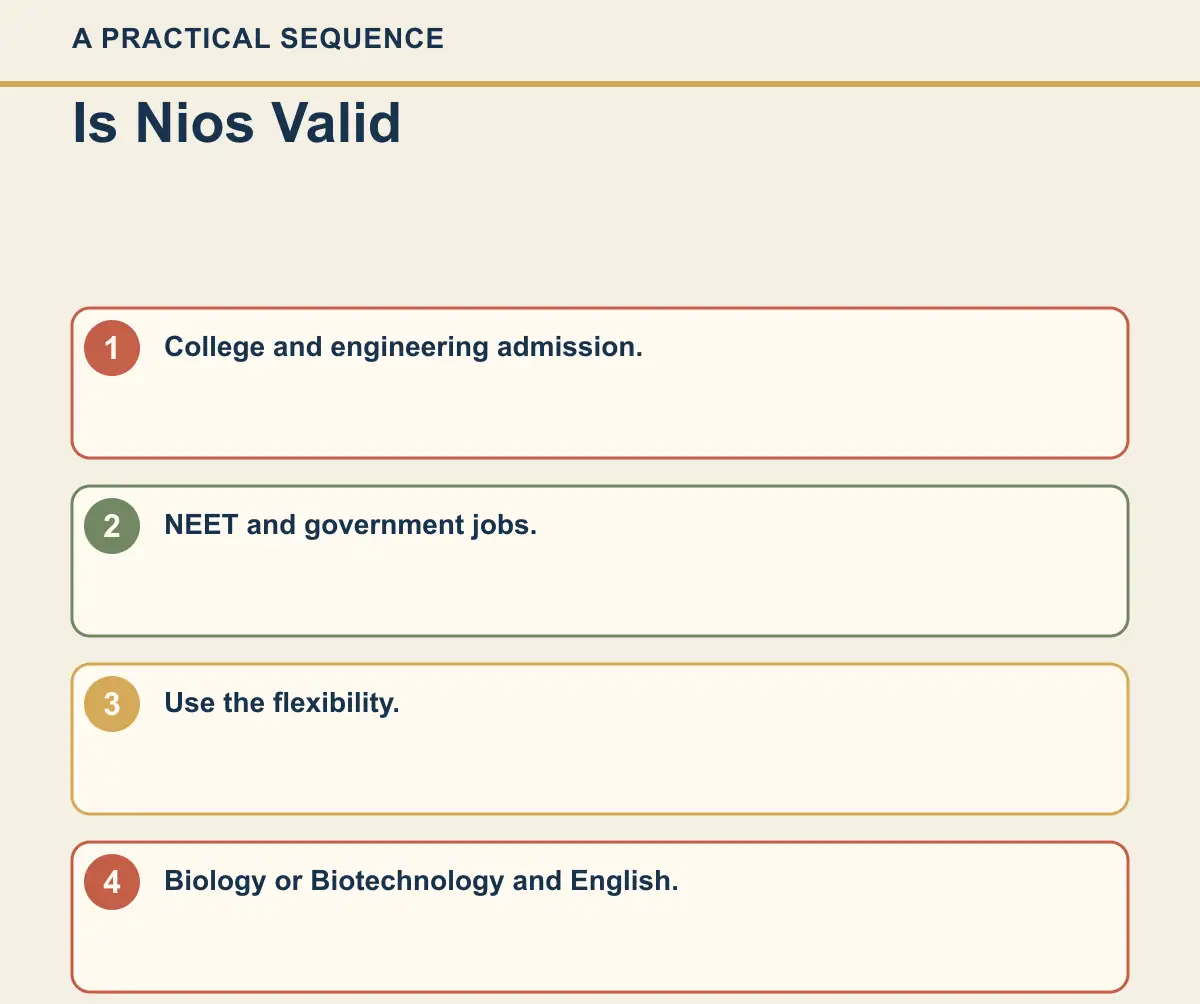 A PRACTICAL SEQUENCE
Is Nios Valid
1 College and engineering admission.
2 NEET and government jobs.
3 Use the flexibility.
4 Biology or Biotechnology and English.